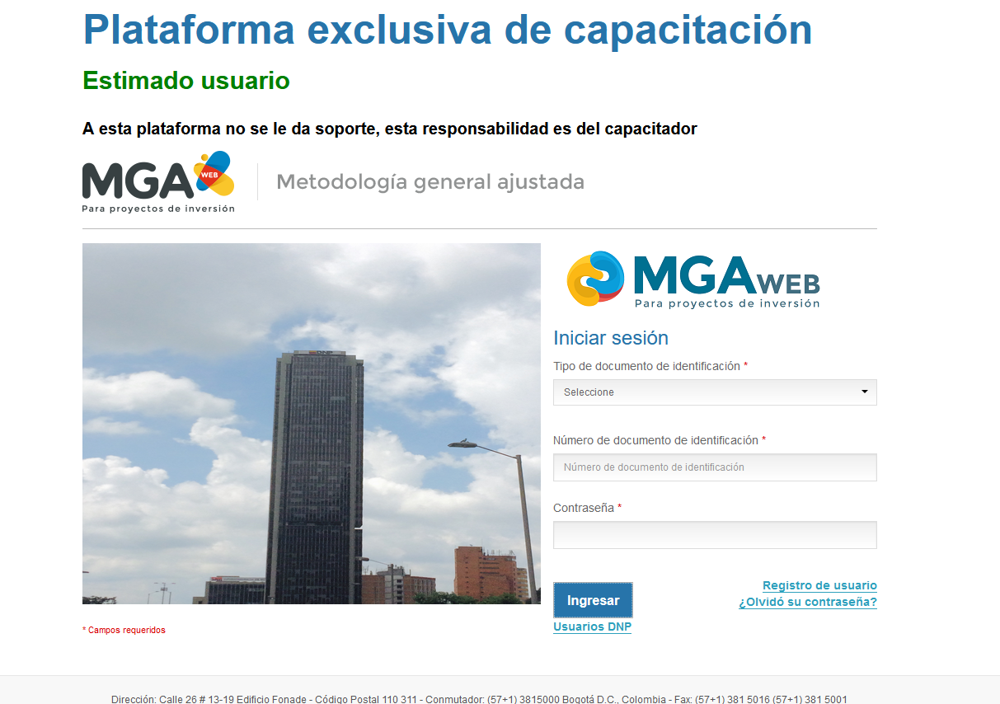 Plataforma exclusiva de capacitación
Estimado usuario
A esta plataforma no se le da soporte, esta responsabilidad es del capacitador
MGA WEB
Para proyectos de inversión
Metodología general ajustada
DNP
MGAWEB
Para proyectos de inversión
Iniciar sesión
Tipo de documento de identificación *
Seleccione
Número de documento de identificación *
Número de documento de identificación
Contraseña *
Ingresar
Registro de usuario
¿Olvidó su contraseña?
Usuarios DNP
* Campos requeridos
Dirección: Calle 26 # 13-19 Edificio Fonade - Código Postal 110 311 - Conmutador: (57+1) 3815000 Bogotá D.C., Colombia - Fax: (57+1) 381 5016 (57+1) 381 5001